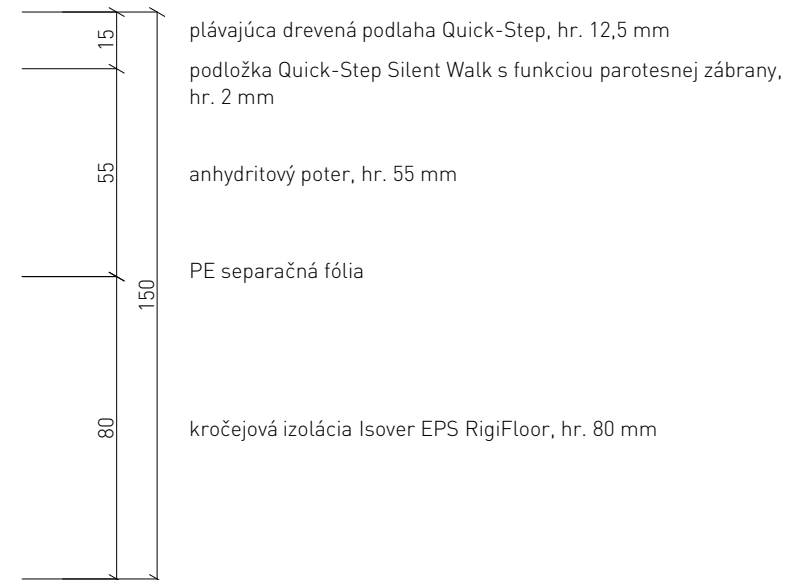 15
plávajúca drevená podlaha Quick-Step, hr. 12,5 mm
podložka Quick-Step Silent Walk s funkciou parotesnej zábrany,
hr. 2 mm
55
anhydritový poter, hr. 55 mm
PE separačná fólia
150
80
kročejová izolácia Isover EPS RigiFloor, hr. 80 mm